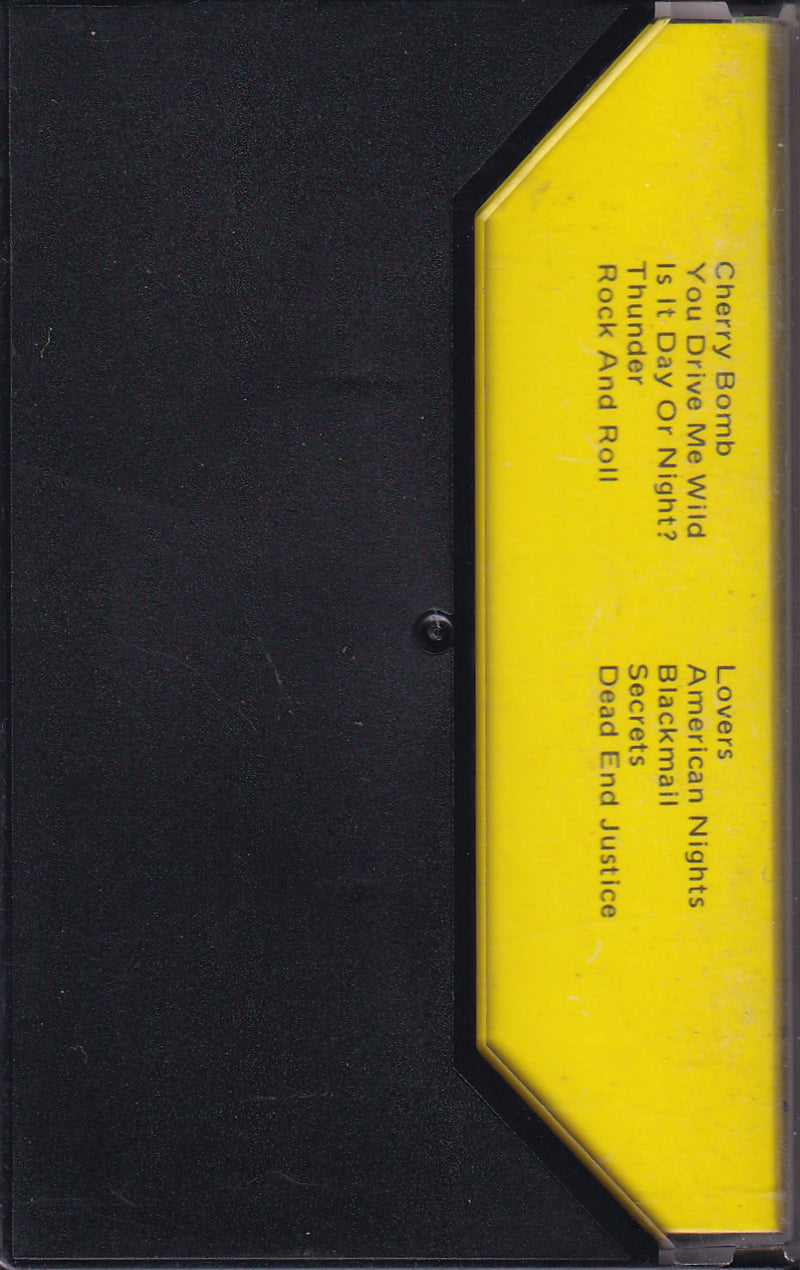 Cherry Bomb
You Drive Me Wild
Is It Day Or Night?
Thunder
Rock And Roll
Lovers
American Nights
Blackmail
Secrets
Dead End Justice